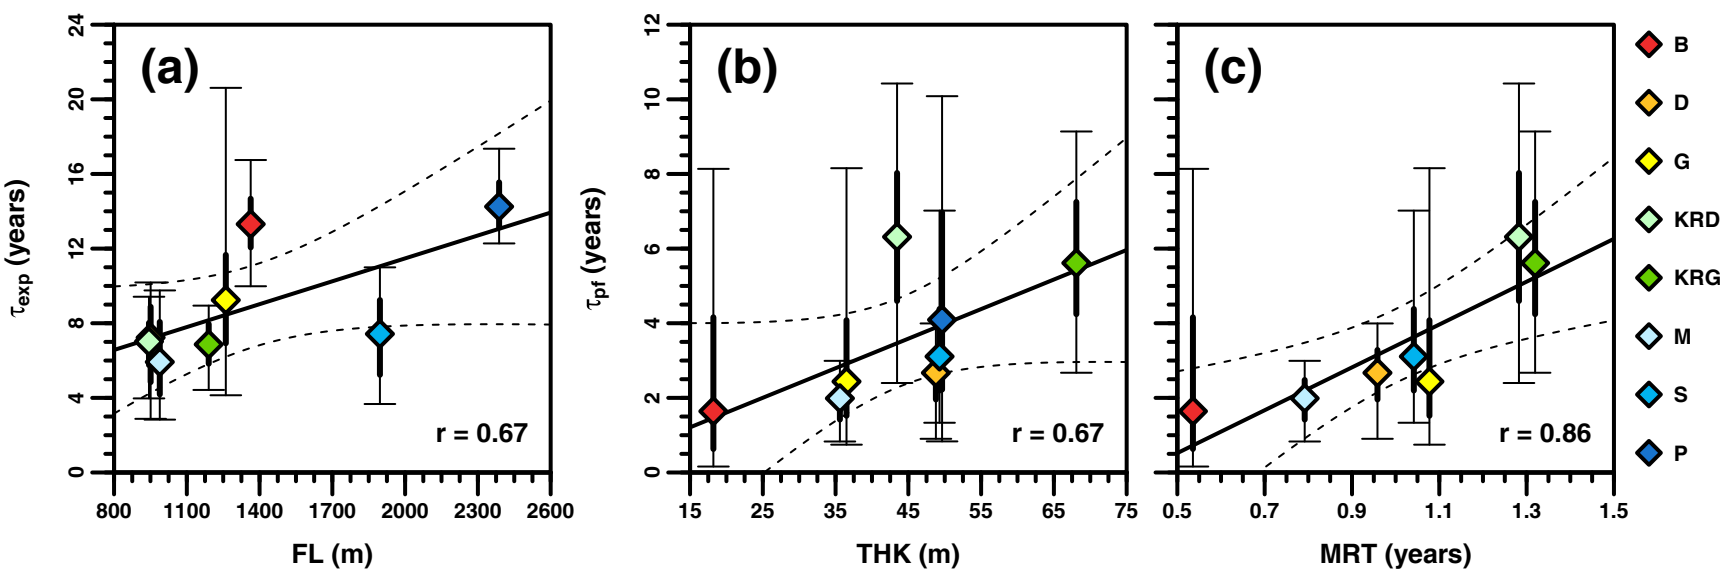 (a)
24
20
16
12
8
4
0
τexp (years)
r = 0.67
800 1100 1400 1700 2000 2300 2600
FL (m)
(b)
12
10
8
6
4
2
0
τpf (years)
r = 0.67
15 25 35 45 55 65 75
THK (m)
(c)
r = 0.86
0.5 0.7 0.9 1.1 1.3 1.5
MRT (years)
B
D
G
KRD
KRG
M
S
P